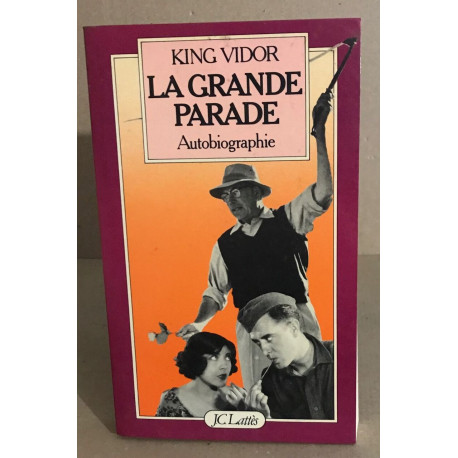 KING VIDOR
LA GRANDE
PARADE
Autobiographie
JC Lattès